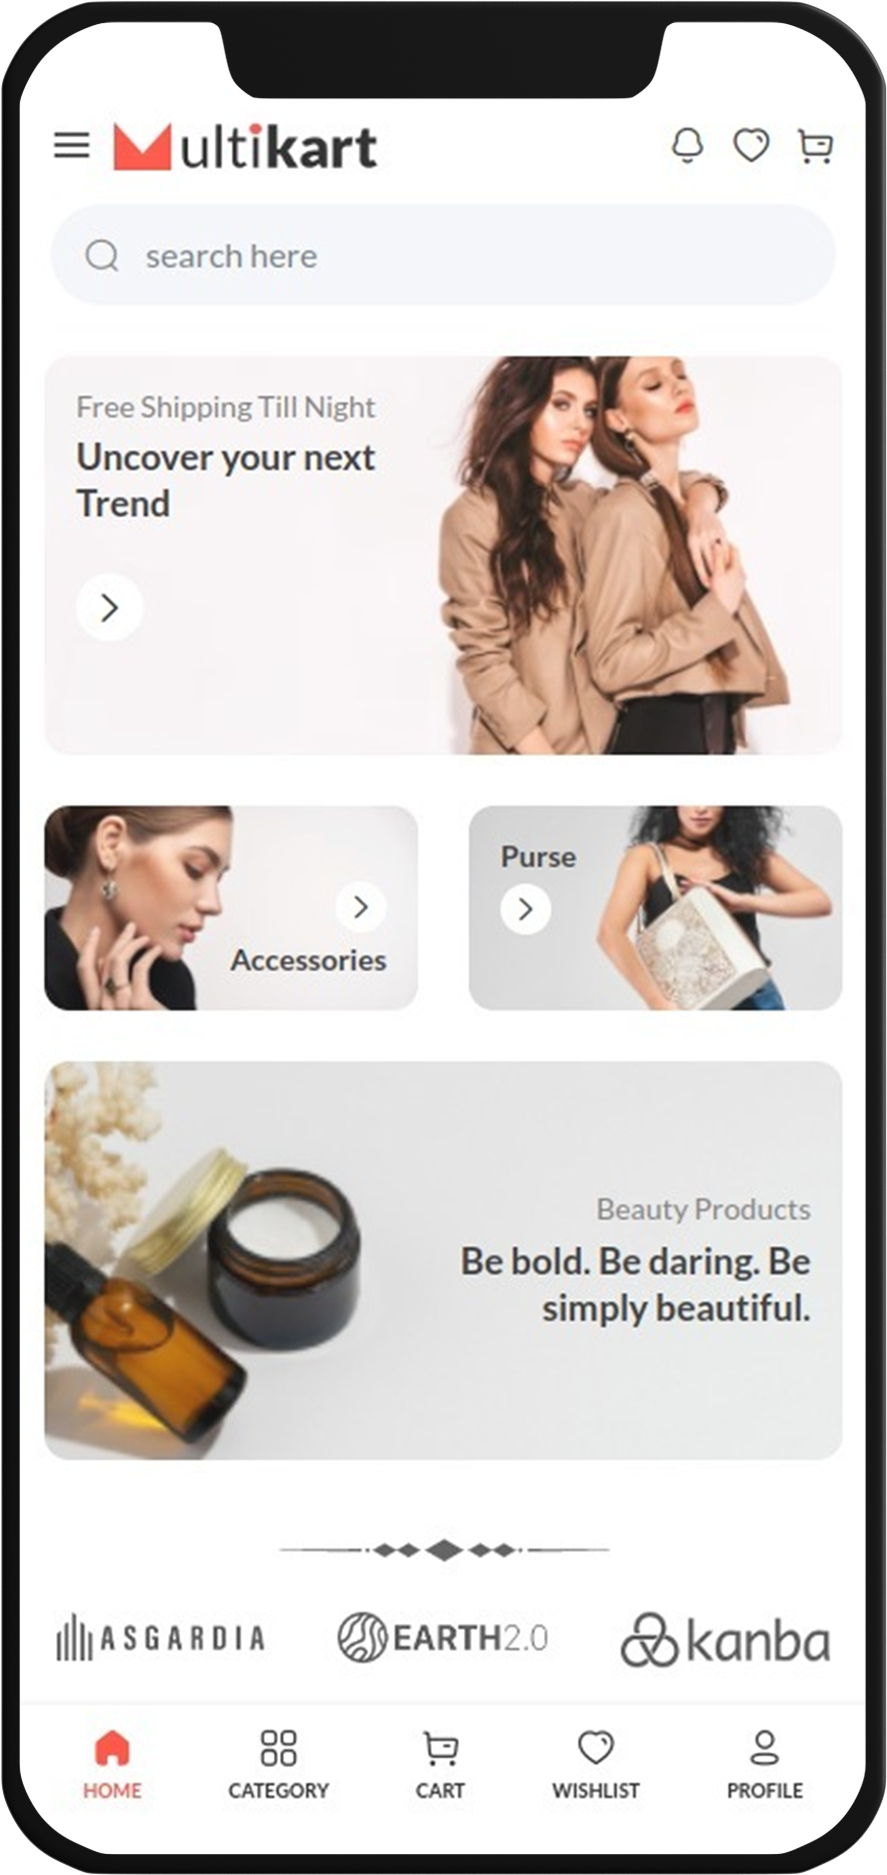 Multikart
search here
Free Shipping Till Night
Uncover your next
Trend
Accessories
Purse
Beauty Products
Be bold. Be daring. Be
simply beautiful.
ASGARDIA
EARTH2.0
kanba
HOME
CATEGORY
CART
WISHLIST
PROFILE